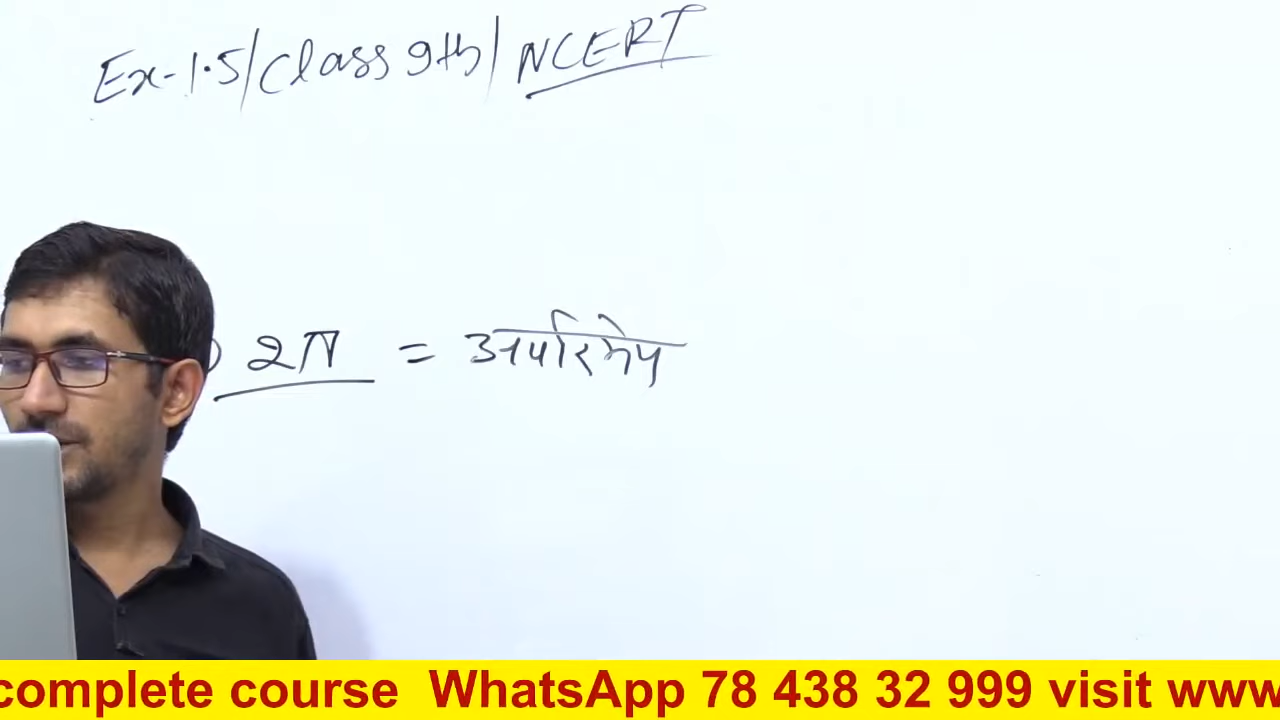 Ex-1.5/Class 9th/NCERT
) 2π = अपरिमेय
complete course WhatsApp 78 438 32 999 visit www